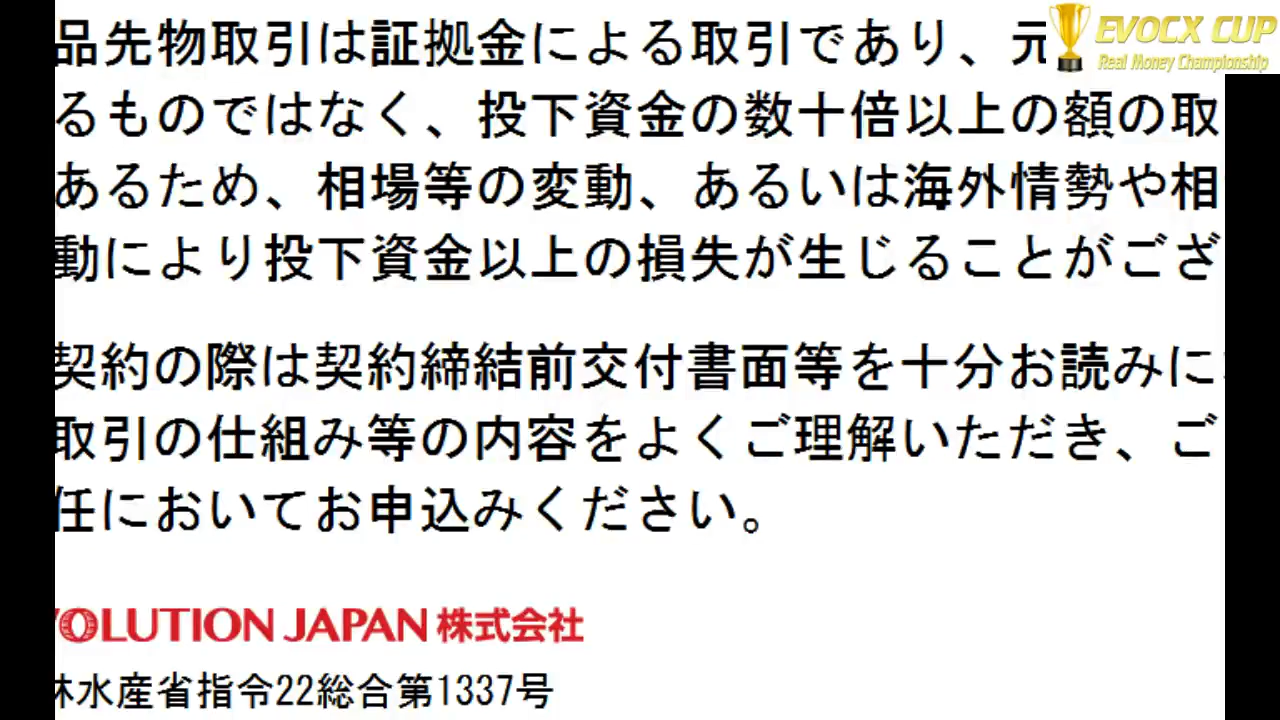 品先物取引は証拠金による取引であり、元
るものではなく、投下資金の数十倍以上の額の取
あるため、相場等の変動、あるいは海外情勢や相
動により投下資金以上の損失が生じることがござ
契約の際は契約締結前交付書面等を十分お読みに
取引の仕組み等の内容をよくご理解いただき、ご
任においてお申込みください。
VOLUTION JAPAN 株式会社
林水産省指令22総合第1337号
EVOCX CUP
Real Money Championship